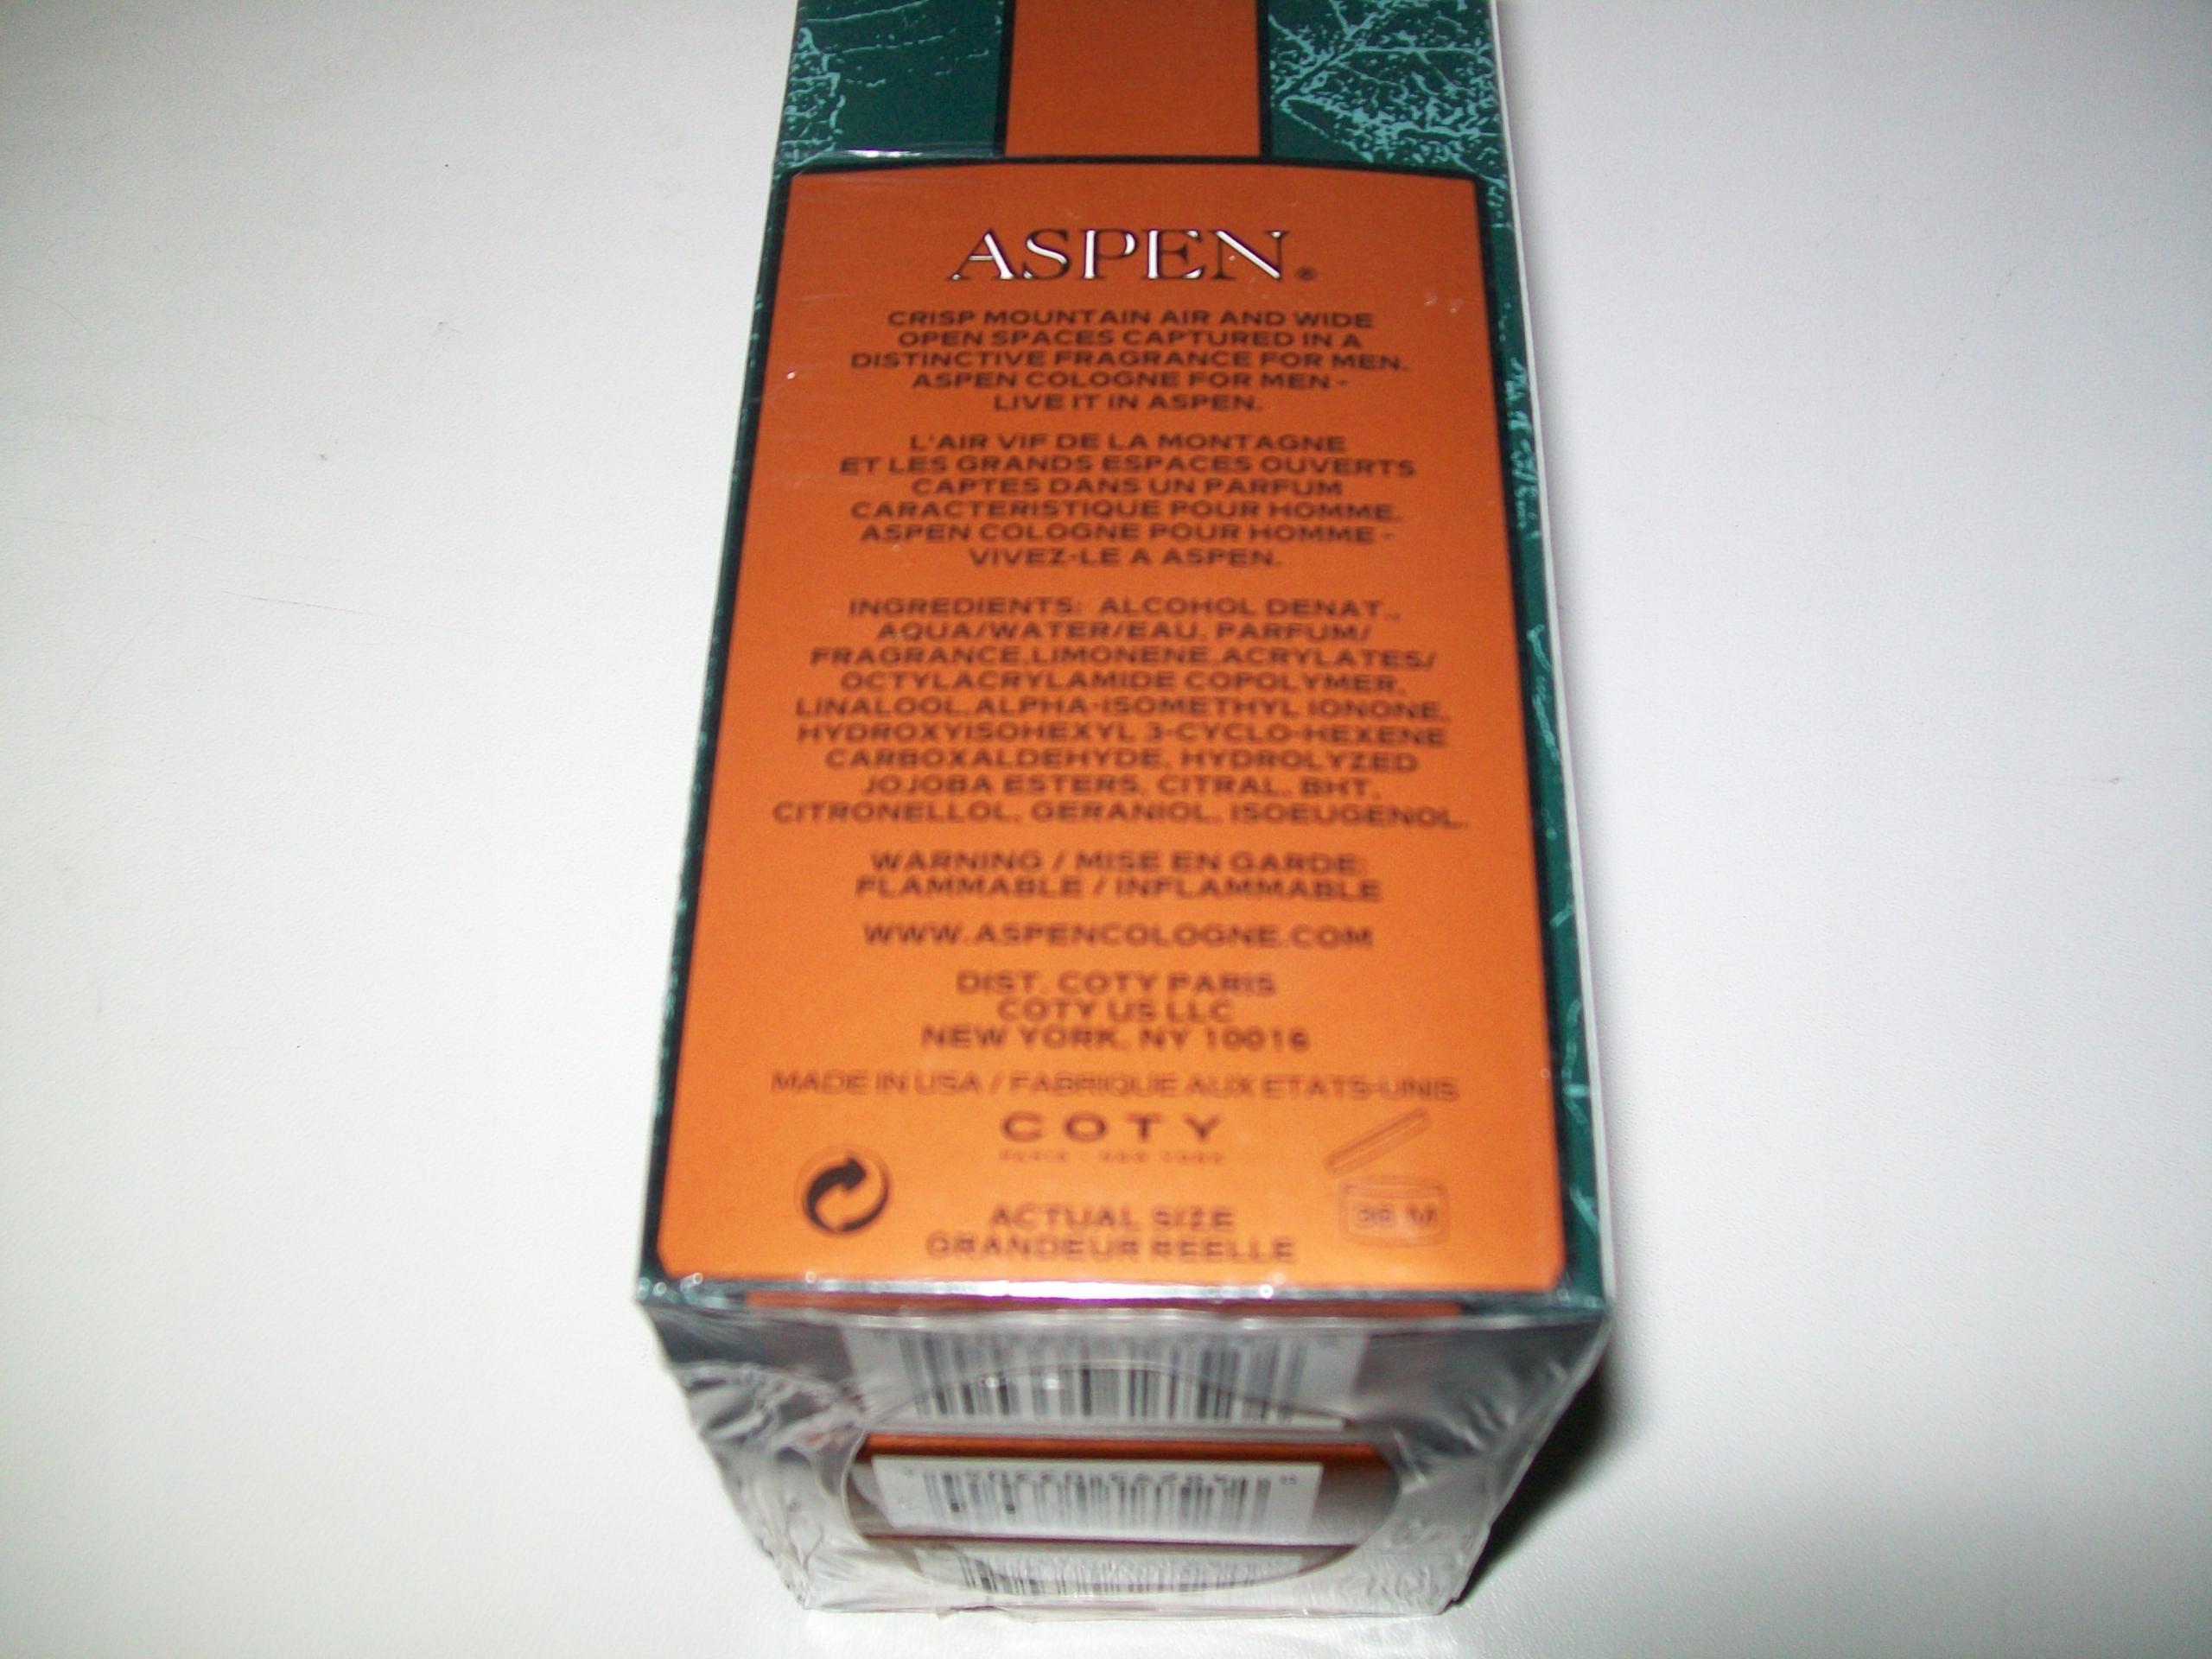 ASPEN®
CRISP MOUNTAIN AIR AND WIDE
OPEN SPACES CAPTURED IN A
DISTINCTIVE FRAGRANCE FOR MEN.
ASPEN COLOGNE FOR MEN -
LIVE IT IN ASPEN.
L'AIR VIF DE LA MONTAGNE
ET LES GRANDS ESPACES OUVERTS
CAPTES DANS UN PARFUM
CARACTERISTIQUE POUR HOMME.
ASPEN COLOGNE POUR HOMME -
VIVEZ-LE A ASPEN.
INGREDIENTS: ALCOHOL DENAT.,
AQUA/WATER/EAU, PARFUM/
FRAGRANCE, LIMONENE, ACRYLATES/
OCTYLACRYLAMIDE COPOLYMER,
LINALOOL, ALPHA-ISOMETHYL IONONE,
HYDROXYISOHEXYL 3-CYCLO-HEXENE
CARBOXALDEHYDE, HYDROLYZED
JOJOBA ESTERS, CITRAL, BHT,
CITRONELLOL, GERANIOL, ISOEUGENOL.
WARNING / MISE EN GARDE:
FLAMMABLE / INFLAMMABLE
WWW.ASPENCOLOGNE.COM
DIST. COTY PARIS
COTY US LLC
NEW YORK, NY 10016
MADE IN USA / FABRIQUE AUX ETATS-UNIS
COTY
PARIS · NEW YORK
ACTUAL SIZE
GRANDEUR REELLE